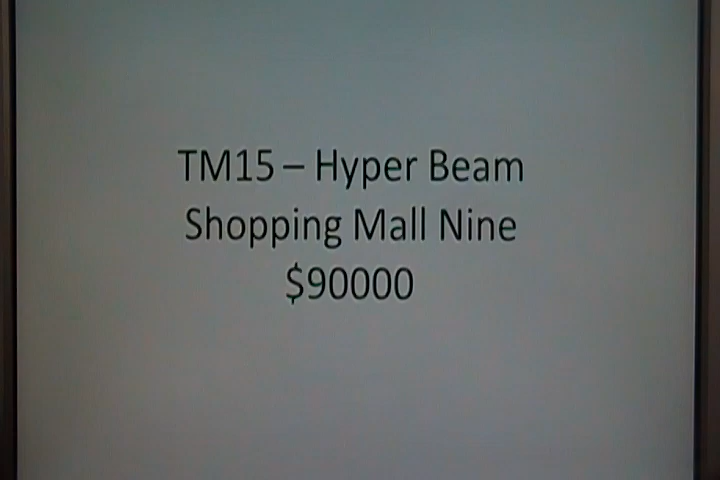 TM15 – Hyper Beam
Shopping Mall Nine
$90000